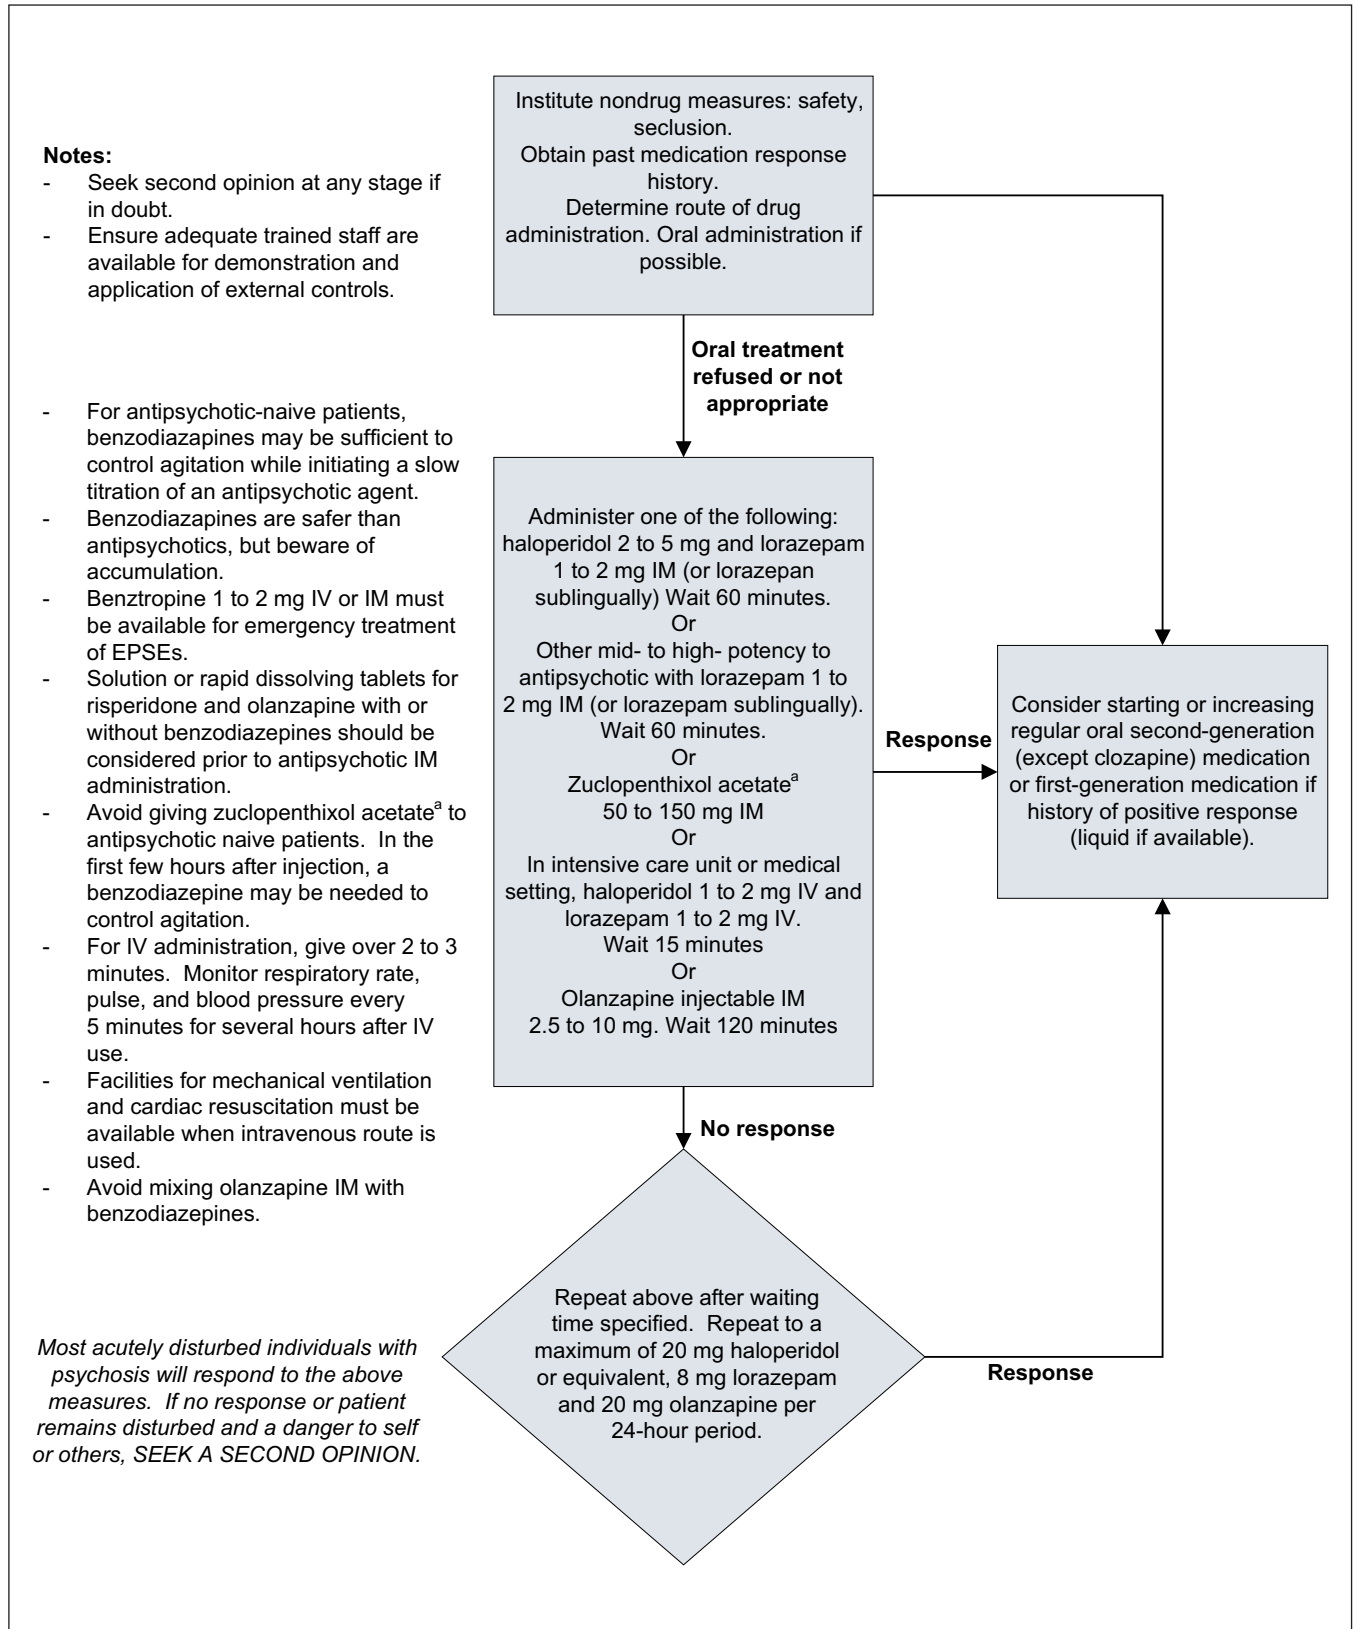 Institute nondrug measures: safety,
seclusion.
Obtain past medication response
history.
Determine route of drug
administration. Oral administration if
possible.
Notes:
- Seek second opinion at any stage if
in doubt.
- Ensure adequate trained staff are
available for demonstration and
application of external controls.
Oral treatment
refused or not
appropriate
- For antipsychotic-naive patients,
benzodiazapines may be sufficient to
control agitation while initiating a slow
titration of an antipsychotic agent.
- Benzodiazapines are safer than
antipsychotics, but beware of
accumulation.
- Benztropine 1 to 2 mg IV or IM must
be available for emergency treatment
of EPSEs.
- Solution or rapid dissolving tablets for
risperidone and olanzapine with or
without benzodiazepines should be
considered prior to antipsychotic IM
administration.
- Avoid giving zuclopenthixol acetateᵃ to
antipsychotic naive patients. In the
first few hours after injection, a
benzodiazepine may be needed to
control agitation.
- For IV administration, give over 2 to 3
minutes. Monitor respiratory rate,
pulse, and blood pressure every
5 minutes for several hours after IV
use.
- Facilities for mechanical ventilation
and cardiac resuscitation must be
available when intravenous route is
used.
- Avoid mixing olanzapine IM with
benzodiazepines.
Administer one of the following:
haloperidol 2 to 5 mg and lorazepam
1 to 2 mg IM (or lorazepan
sublingually) Wait 60 minutes.
Or
Other mid- to high- potency to
antipsychotic with lorazepam 1 to
2 mg IM (or lorazepam sublingually).
Wait 60 minutes.
Or
Zuclopenthixol acetateᵃ
50 to 150 mg IM
Or
In intensive care unit or medical
setting, haloperidol 1 to 2 mg IV and
lorazepam 1 to 2 mg IV.
Wait 15 minutes
Or
Olanzapine injectable IM
2.5 to 10 mg. Wait 120 minutes
Response
Consider starting or increasing
regular oral second-generation
(except clozapine) medication
or first-generation medication if
history of positive response
(liquid if available).
No response
Repeat above after waiting
time specified. Repeat to a
maximum of 20 mg haloperidol
or equivalent, 8 mg lorazepam
and 20 mg olanzapine per
24-hour period.
Response
Most acutely disturbed individuals with
psychosis will respond to the above
measures. If no response or patient
remains disturbed and a danger to self
or others, SEEK A SECOND OPINION.